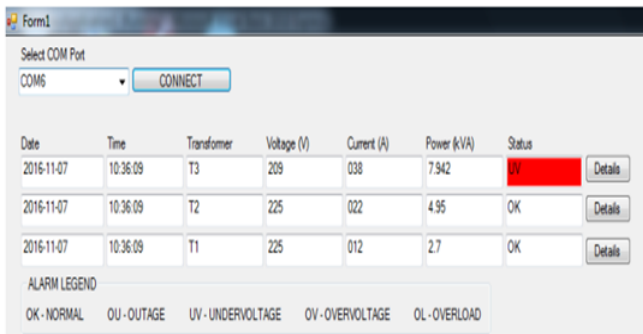 Form1
Select COM Port
COM6 CONNECT
Date Time Transformer Voltage (V) Current (A) Power (kVA) Status
2016-11-07 10:36:09 T3 209 038 7.942 UV Details
2016-11-07 10:36:09 T2 225 022 4.95 OK Details
2016-11-07 10:36:09 T1 225 012 2.7 OK Details
ALARM LEGEND
OK - NORMAL OU - OUTAGE UV - UNDERVOLTAGE OV - OVERVOLTAGE OL - OVERLOAD